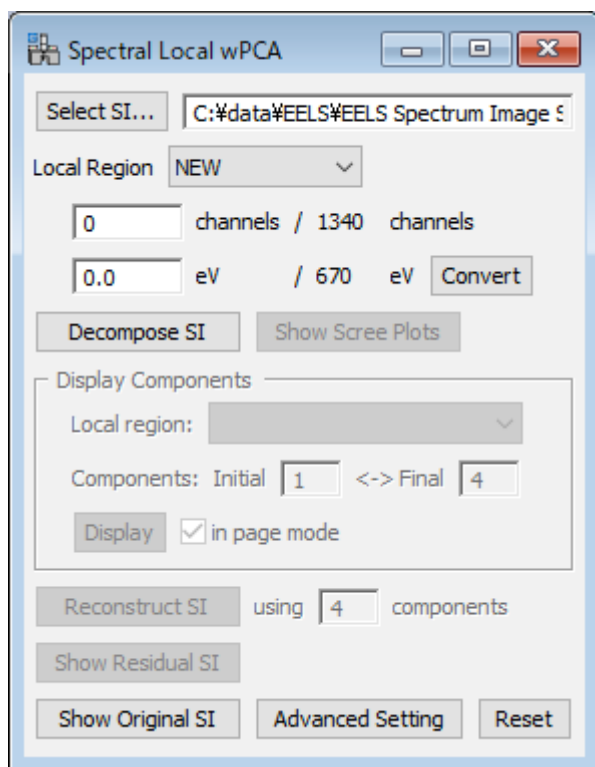 Spectral Local wPCA
Select SI... C:¥data¥EELS¥EELS Spectrum Image S
Local Region NEW
0 channels / 1340 channels
0.0 eV / 670 eV Convert
Decompose SI Show Scree Plots
Display Components
Local region:
Components: Initial 1 <-> Final 4
Display in page mode
Reconstruct SI using 4 components
Show Residual SI
Show Original SI Advanced Setting Reset